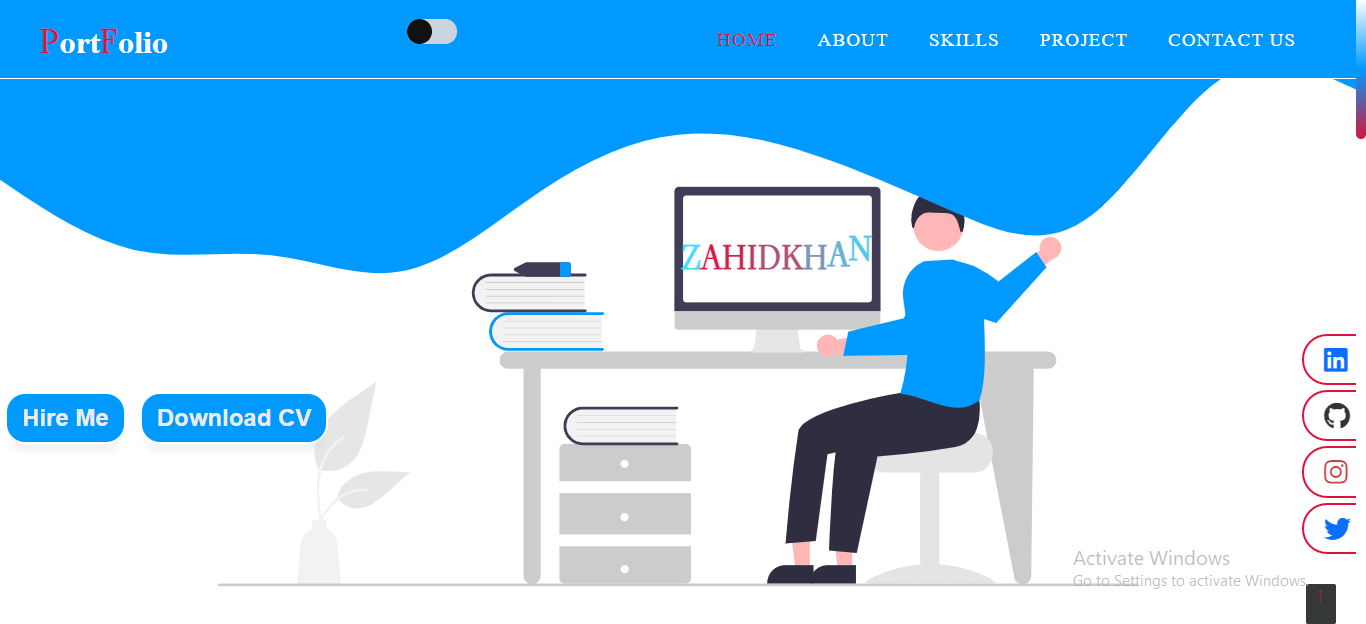 PortFolio
HOME ABOUT SKILLS PROJECT CONTACT US
ZAHIDKHAN
Hire Me Download CV
in
Activate Windows
Go to Settings to activate Windows.
↑